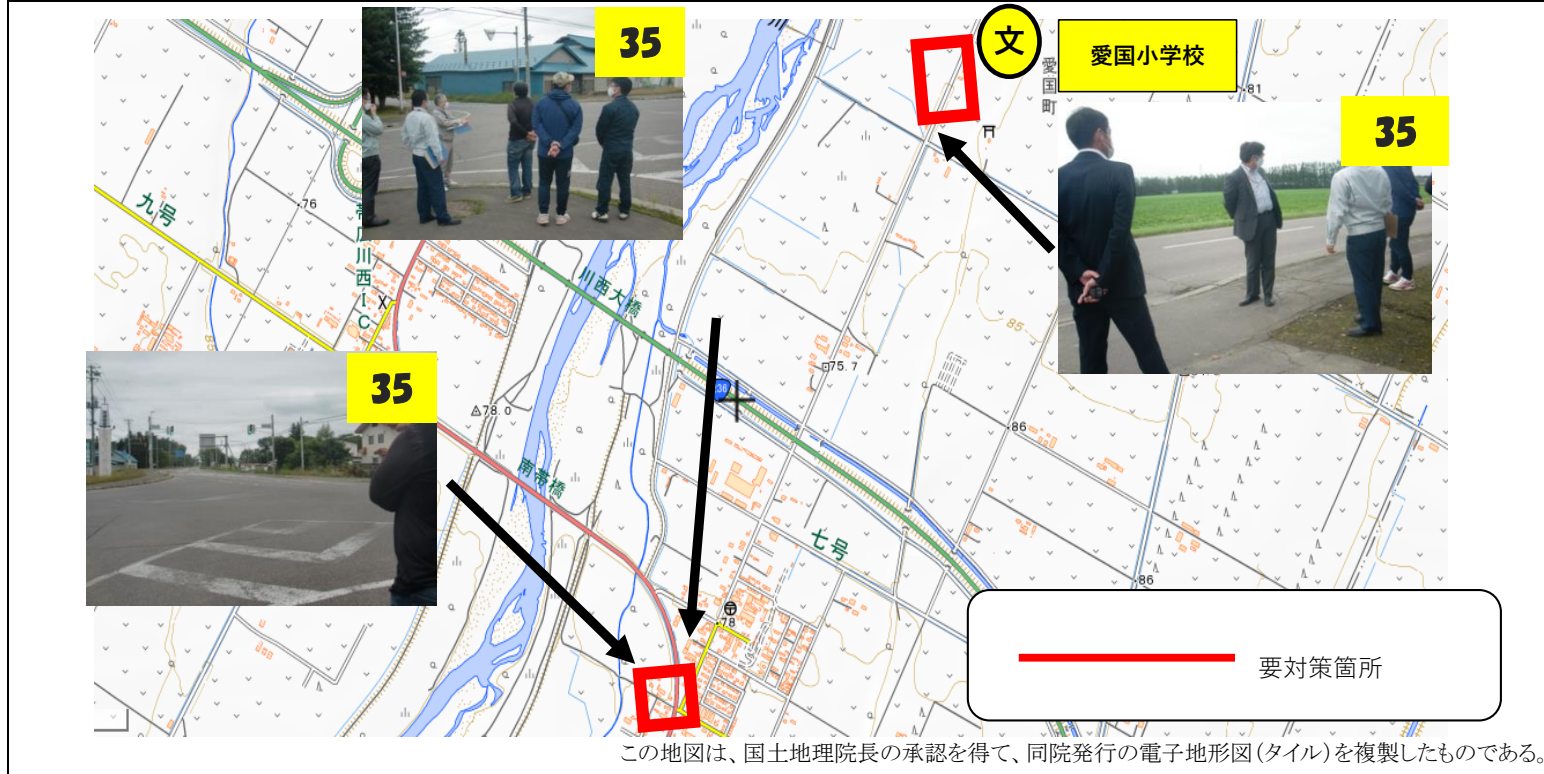 35
文
愛国小学校
愛国町
81
35
九号
76
帯広川西IC
川西大橋
85
75.7
236
35
78.0
86
南帯橋
七号
78
86
要対策箇所
この地図は、国土地理院長の承認を得て、同院発行の電子地形図(タイル)を複製したものである。